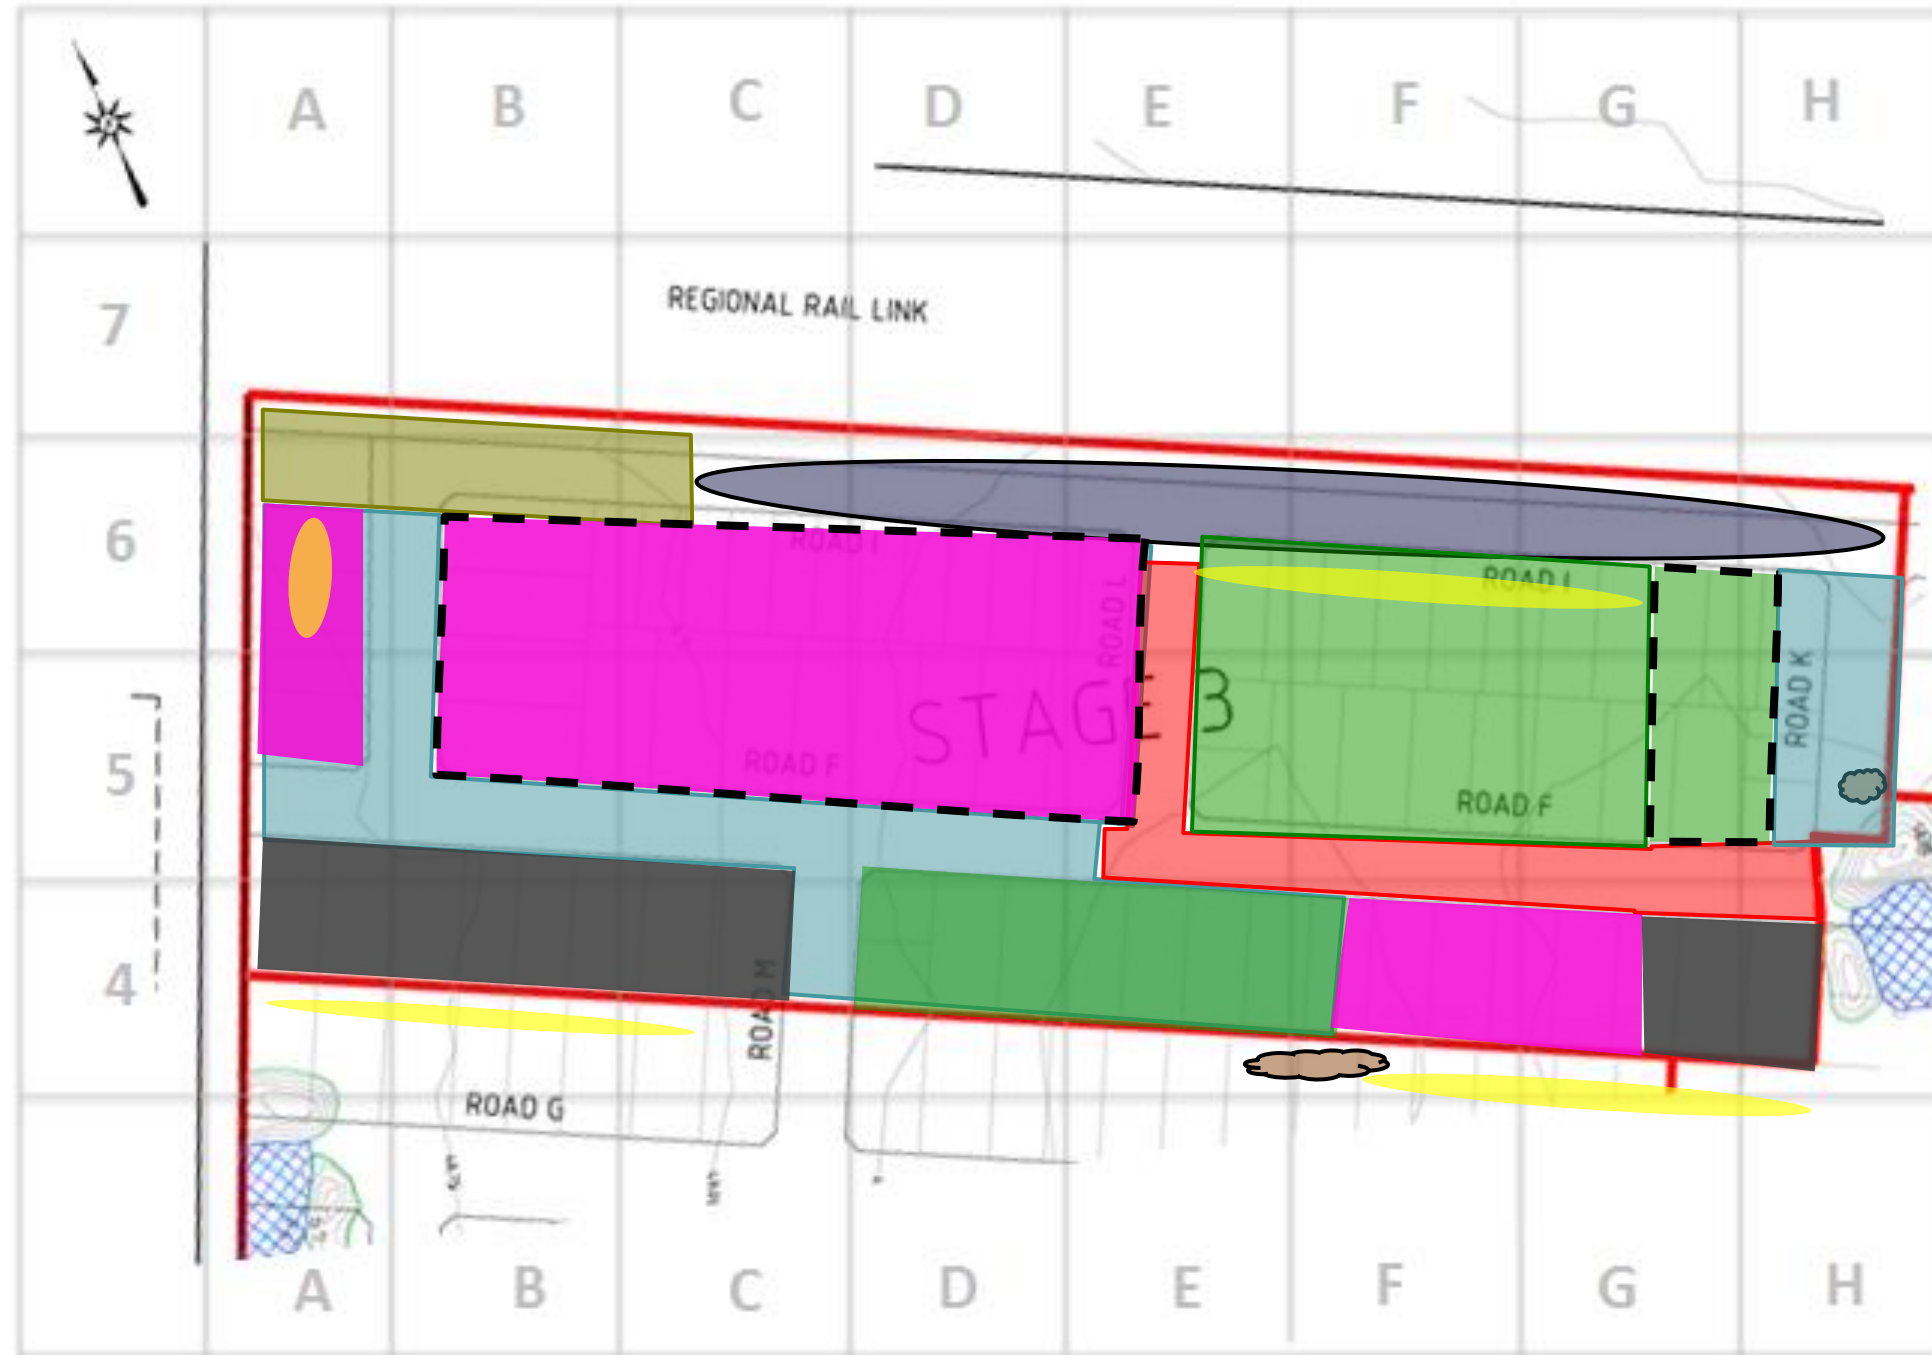 A B C D E F G H
7
REGIONAL RAIL LINK
6
ROAD I
ROAD I
ROAD L
STAGE 3
ROAD K
5
ROAD F
ROAD F
4
ROAD M
ROAD G
A B C D E F G H